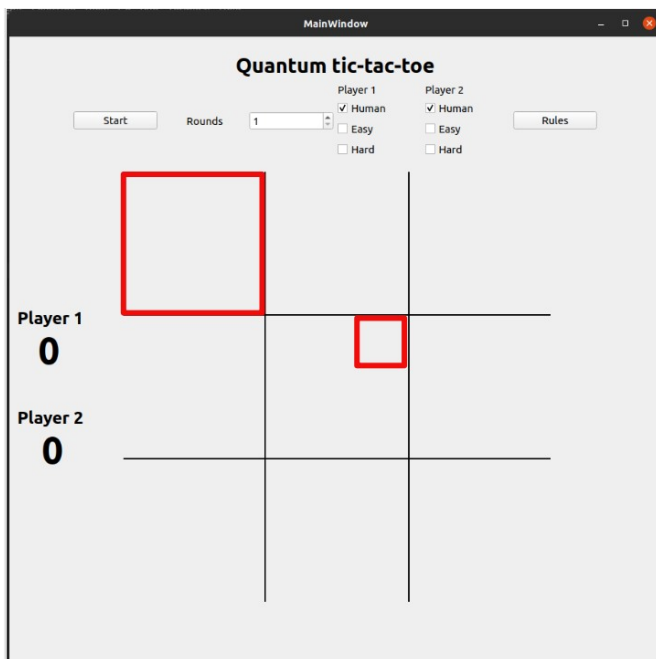 MainWindow
Quantum tic-tac-toe
Player 1
Player 2
Human
Human
Start
Rounds
1
Easy
Easy
Rules
Hard
Hard
Player 1
0
Player 2
0